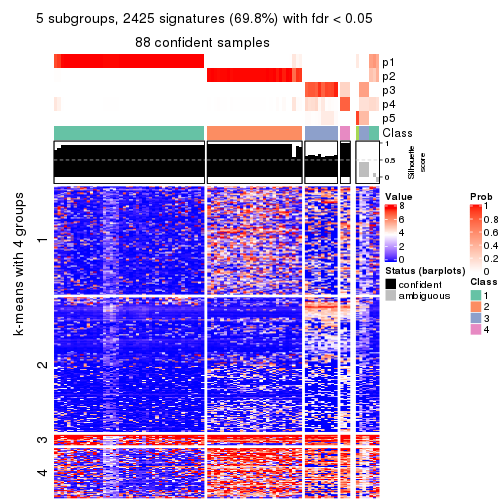 5 subgroups, 2425 signatures (69.8%) with fdr < 0.05
88 confident samples
p1
p2
p3
p4
p5
Class
1
0.5
0
Silhouette
score
k-means with 4 groups
1
2
3
4
Value
8
6
4
2
0
Status (barplots)
confident
ambiguous
Prob
1
0.8
0.6
0.4
0.2
0
Class
1
2
3
4